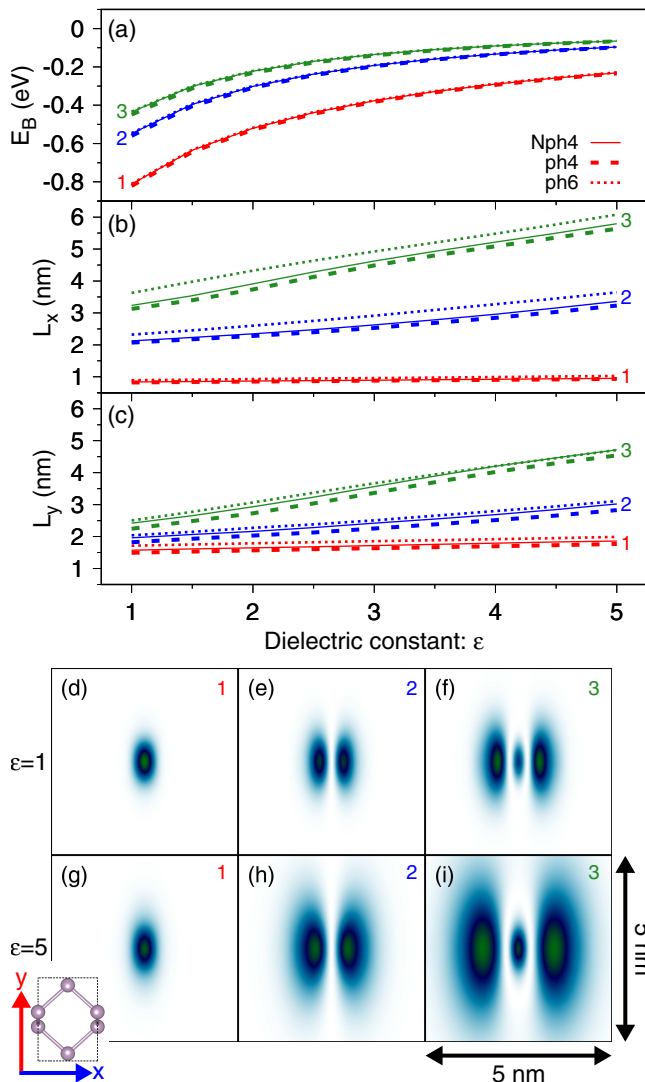 (a)
0
-0.2
-0.4
-0.6
-0.8
E_B (eV)
3
2
1
Nph4
ph4
ph6
(b)
6
5
4
3
2
1
L_x (nm)
3
2
1
(c)
6
5
4
3
2
1
L_y (nm)
3
2
1
1 2 3 4 5
Dielectric constant: ε
(d) 1 (e) 2 (f) 3
ε=1
(g) 1 (h) 2 (i) 3
ε=5
5 nm
y
x
5 nm